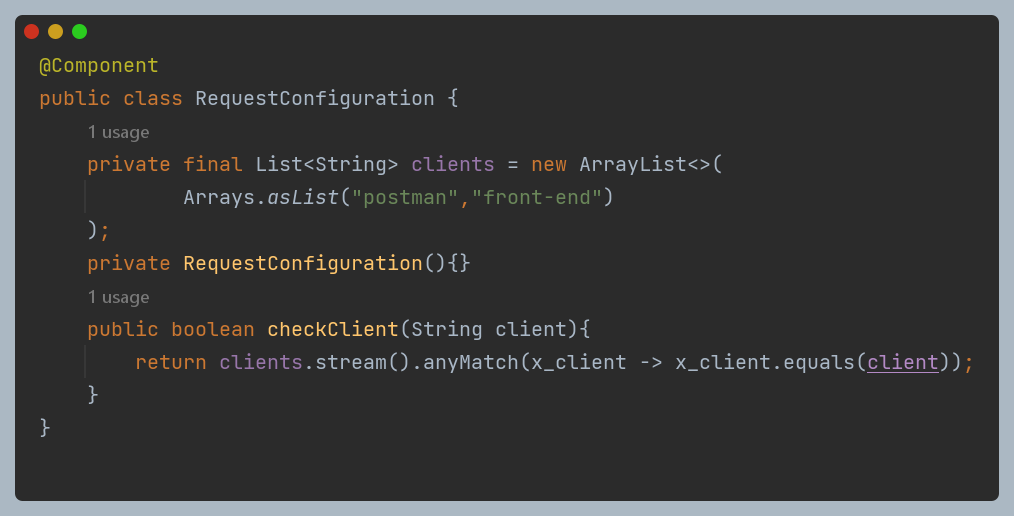 @Component
public class RequestConfiguration {
1 usage
private final List<String> clients = new ArrayList<>(
Arrays.asList("postman","front-end")
);
private RequestConfiguration(){}
1 usage
public boolean checkClient(String client){
return clients.stream().anyMatch(x_client -> x_client.equals(client));
}
}